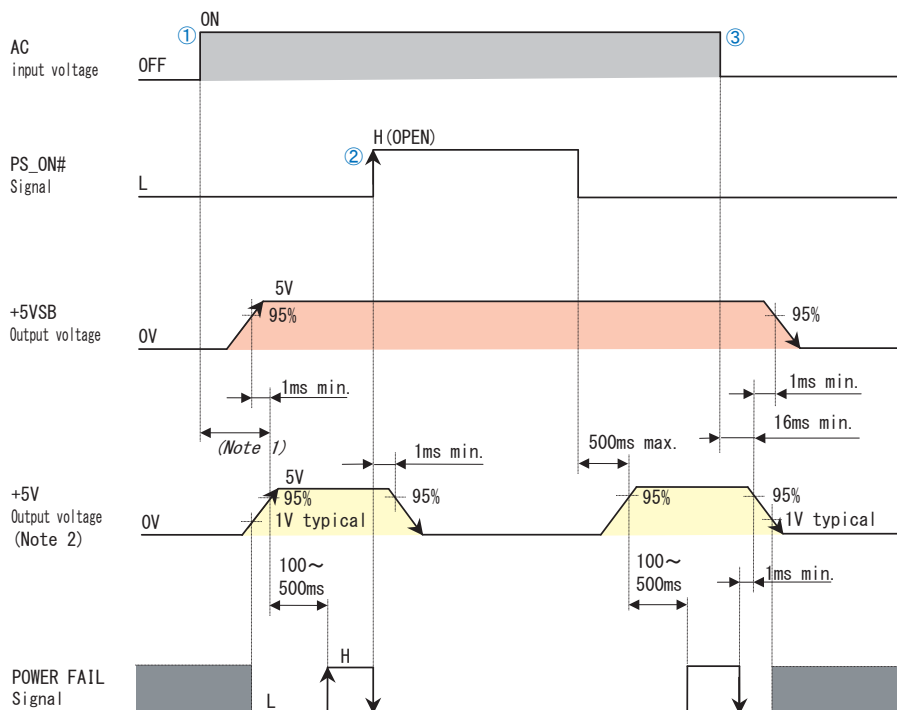 ON
① ③
AC
input voltage
OFF
H(OPEN)
②
PS_ON#
Signal
L
5V
+5VSB
95% 95%
Output voltage
0V
1ms min. 1ms min.
16ms min.
(Note 1)
1ms min. 500ms max.
5V
+5V
95% 95% 95% 95%
Output voltage
0V
1V typical 1V typical
(Note 2)
100～
500ms
100～
500ms
1ms min.
H
POWER FAIL
Signal
L